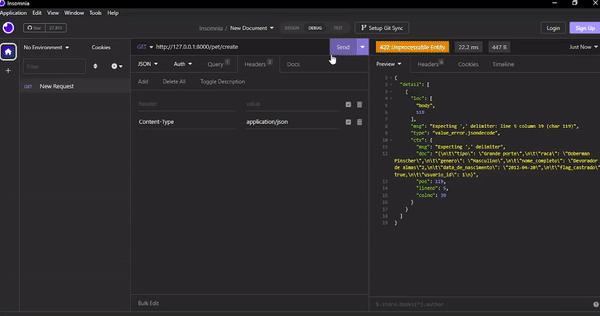 Insomnia
Application Edit View Window Tools Help
Star 27,811
Insomnia / New Document
DESIGN DEBUG TEST
Setup Git Sync
Login Sign Up
No Environment Cookies
Filter
GET New Request
GET http://127.0.0.1:8000/pet/create Send
JSON Auth Query Headers Docs
Add Delete All Toggle Description
header value
Content-Type application/json
Bulk Edit
422 Unprocessable Entity 22.2 ms 447 B Just Now
Preview Headers Cookies Timeline
1 {
2 "detail": [
3 {
4 "loc": [
5 "body",
6 119
7 ],
8 "msg": "Expecting ',' delimiter: line 5 column 39 (char 119)",
9 "type": "value_error.jsondecode",
10 "ctx": {
11 "msg": "Expecting ',' delimiter",
12 "doc": "{\n\t\"tipo\": \"Grande porte\",\n\t\"raca\": \"Doberman
Pinscher\",\n\t\"genero\": \"Masculino\",\n\t\"nome_completo\": \"Devorador
de almas\"2,\n\t\"data_de_nascimento\": \"2012-04-20\",\n\t\"flag_castrado\":
true,\n\t\"usuario_id\": 1\n}",
13 "pos": 119,
14 "lineno": 5,
15 "colno": 39
16 }
17 }
18 ]
19 }
$.store.books[*].author